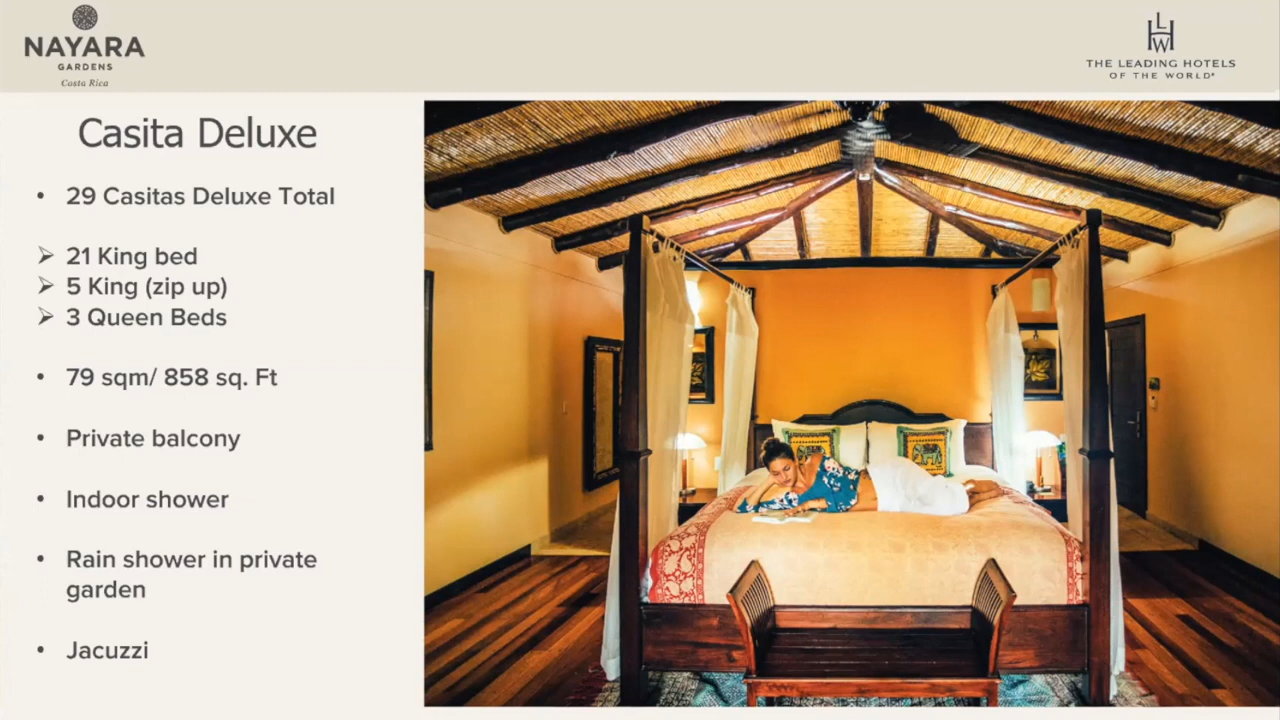 NAYARA
GARDENS
Costa Rica
L
H
W
THE LEADING HOTELS
OF THE WORLD®
Casita Deluxe
• 29 Casitas Deluxe Total
➢ 21 King bed
➢ 5 King (zip up)
➢ 3 Queen Beds
• 79 sqm/ 858 sq. Ft
• Private balcony
• Indoor shower
• Rain shower in private
garden
• Jacuzzi